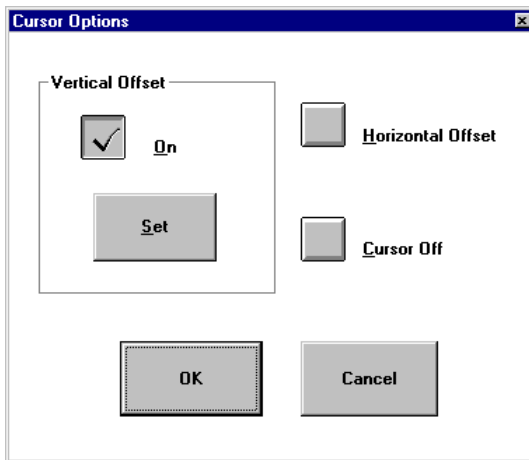 Cursor Options
Vertical Offset
On
Set
Horizontal Offset
Cursor Off
OK
Cancel